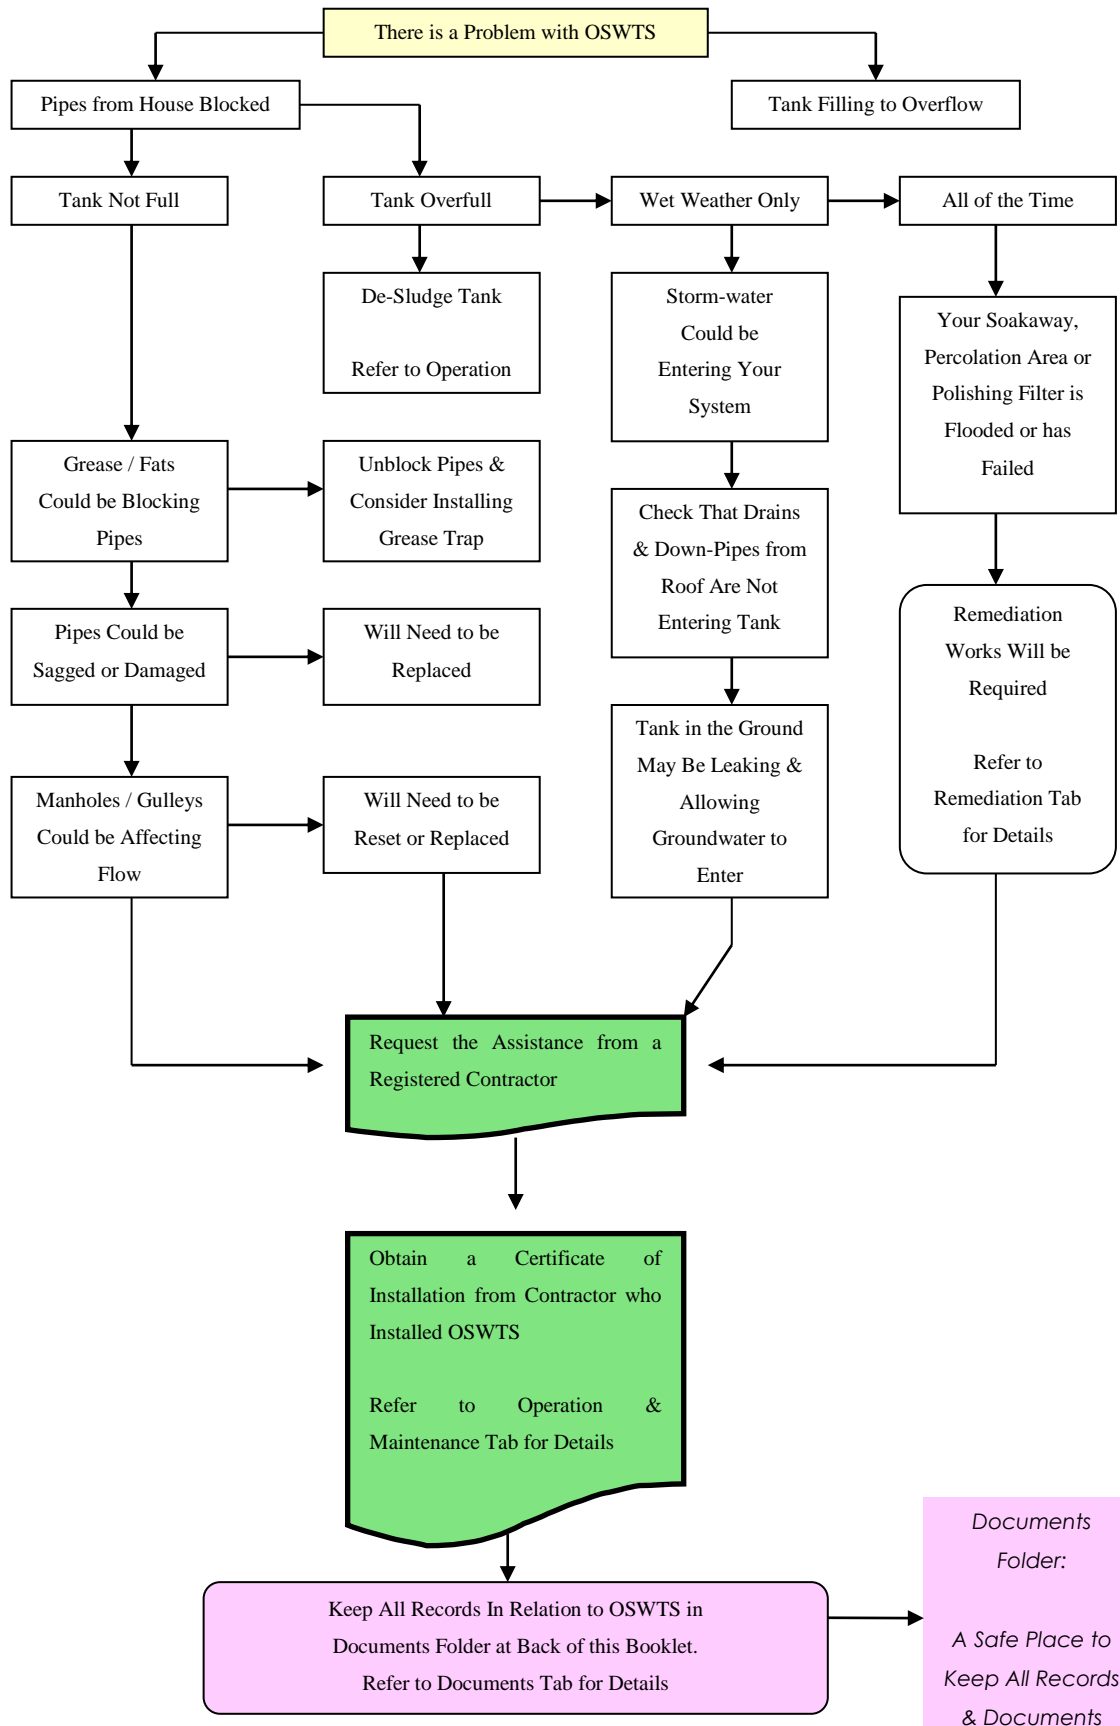 There is a Problem with OSWTS
Pipes from House Blocked
Tank Filling to Overflow
Tank Not Full
Tank Overfull
Wet Weather Only
All of the Time
De-Sludge Tank
Refer to Operation
Storm-water
Could be
Entering Your
System
Your Soakaway,
Percolation Area or
Polishing Filter is
Flooded or has
Failed
Grease / Fats
Could be Blocking
Pipes
Unblock Pipes &
Consider Installing
Grease Trap
Check That Drains
& Down-Pipes from
Roof Are Not
Entering Tank
Remediation
Works Will be
Required
Refer to
Remediation Tab
for Details
Pipes Could be
Sagged or Damaged
Will Need to be
Replaced
Tank in the Ground
May Be Leaking &
Allowing
Groundwater to
Enter
Manholes / Gulleys
Could be Affecting
Flow
Will Need to be
Reset or Replaced
Request the Assistance from a
Registered Contractor
Obtain a Certificate of
Installation from Contractor who
Installed OSWTS
Refer to Operation &
Maintenance Tab for Details
Keep All Records In Relation to OSWTS in
Documents Folder at Back of this Booklet.
Refer to Documents Tab for Details
Documents
Folder:
A Safe Place to
Keep All Records
& Documents